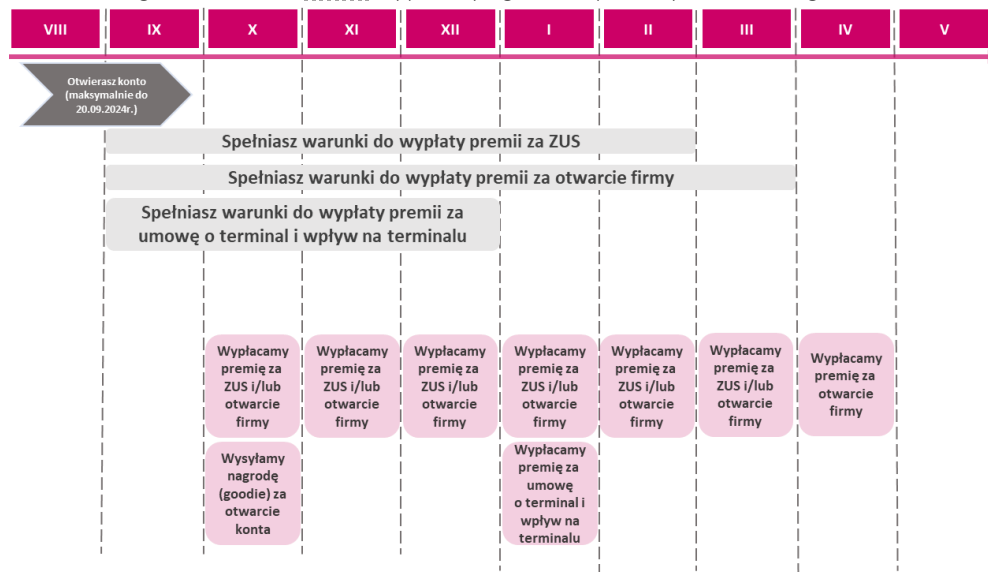 VIII IX X XI XII I II III IV V
Otwierasz konto
(maksymalnie do
20.09.2024r.)
Spełniasz warunki do wypłaty premii za ZUS
Spełniasz warunki do wypłaty premii za otwarcie firmy
Spełniasz warunki do wypłaty premii za
umowę o terminal i wpływ na terminalu
Wypłacamy
premię za
ZUS i/lub
otwarcie
firmy
Wypłacamy
premię za
ZUS i/lub
otwarcie
firmy
Wypłacamy
premię za
ZUS i/lub
otwarcie
firmy
Wypłacamy
premię za
ZUS i/lub
otwarcie
firmy
Wypłacamy
premię za
ZUS i/lub
otwarcie
firmy
Wypłacamy
premię za
ZUS i/lub
otwarcie
firmy
Wypłacamy
premię za
otwarcie
firmy
Wysyłamy
nagrodę
(goodie) za
otwarcie
konta
Wypłacamy
premię za
umowę
o terminal i
wpływ na
terminalu